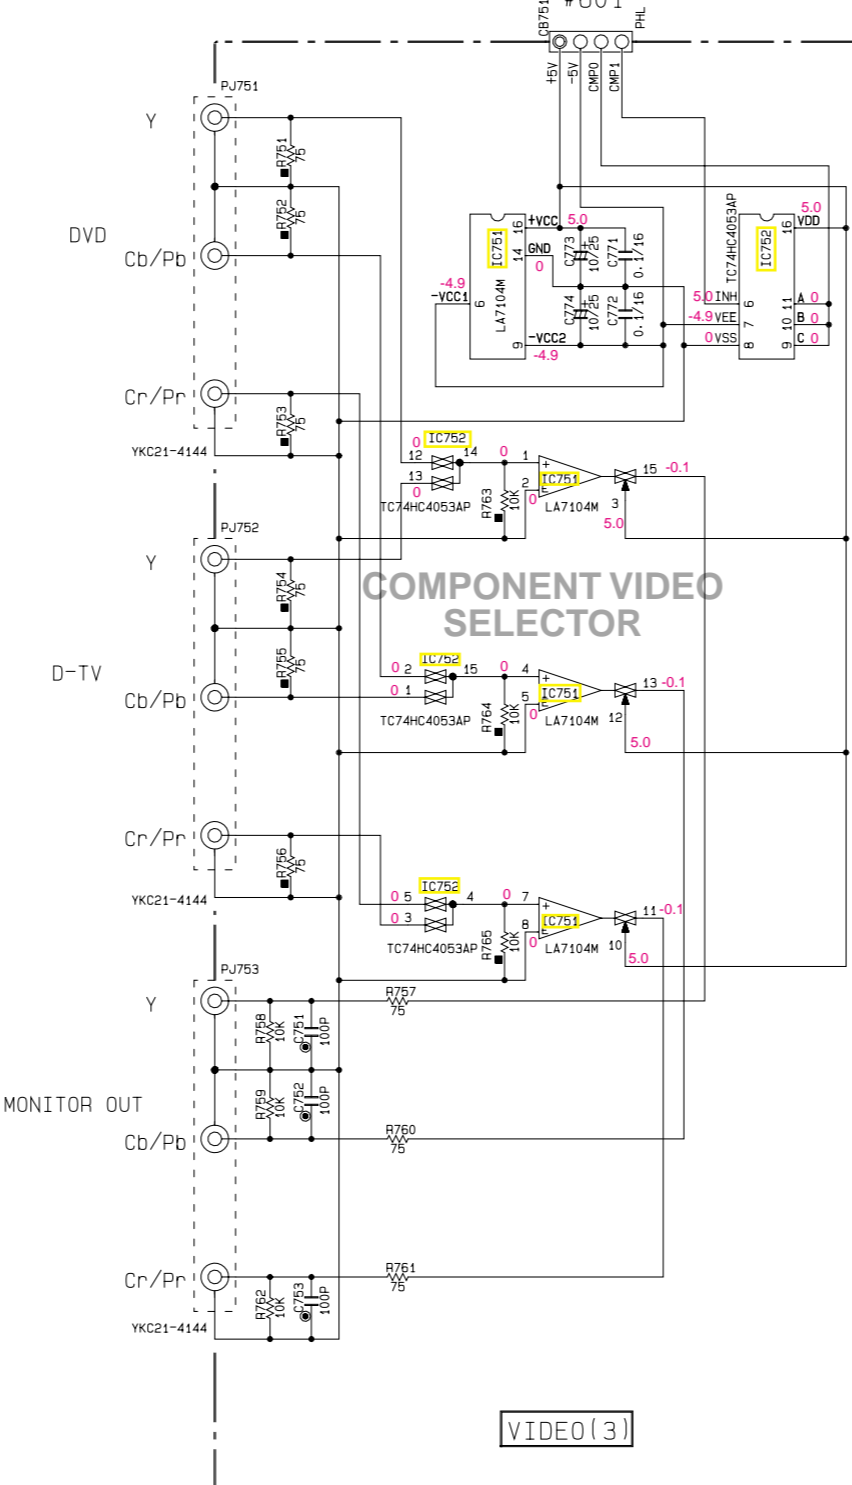 #601
CB751
PHL
+5V
-5V
CMP0
CMP1
PJ751
Y
R751
75
R752
75
DVD
Cb/Pb
Cr/Pr
R753
75
YKC21-4144
+VCC
5.0
16
GND
14
0
IC751
LA7104M
-4.9
-VCC1
6
9
-VCC2
-4.9
C773
10/25
C771
0.1/16
C774
10/25
C772
0.1/16
TC74HC4053AP
IC752
5.0
16
VDD
5.0
INH
6
-4.9
VEE
7
0
VSS
8
11
A
0
10
B
0
9
C
0
0
IC752
12
14
13
0
TC74HC4053AP
0
1
+
2
E
0
IC751
LA7104M
R763
10K
15
-0.1
3
5.0
PJ752
Y
R754
75
R755
75
COMPONENT VIDEO
SELECTOR
D-TV
Cb/Pb
IC752
0
2
15
0
1
TC74HC4053AP
0
4
+
5
E
0
IC751
LA7104M
R764
10K
13
-0.1
12
5.0
Cr/Pr
R756
75
YKC21-4144
IC752
0
5
4
0
3
TC74HC4053AP
0
7
+
8
E
0
IC751
LA7104M
R765
10K
11
-0.1
10
5.0
PJ753
Y
R758
10K
C751
100P
R757
75
MONITOR OUT
R759
10K
C752
100P
Cb/Pb
R760
75
Cr/Pr
R762
10K
C753
100P
R761
75
YKC21-4144
VIDEO(3)